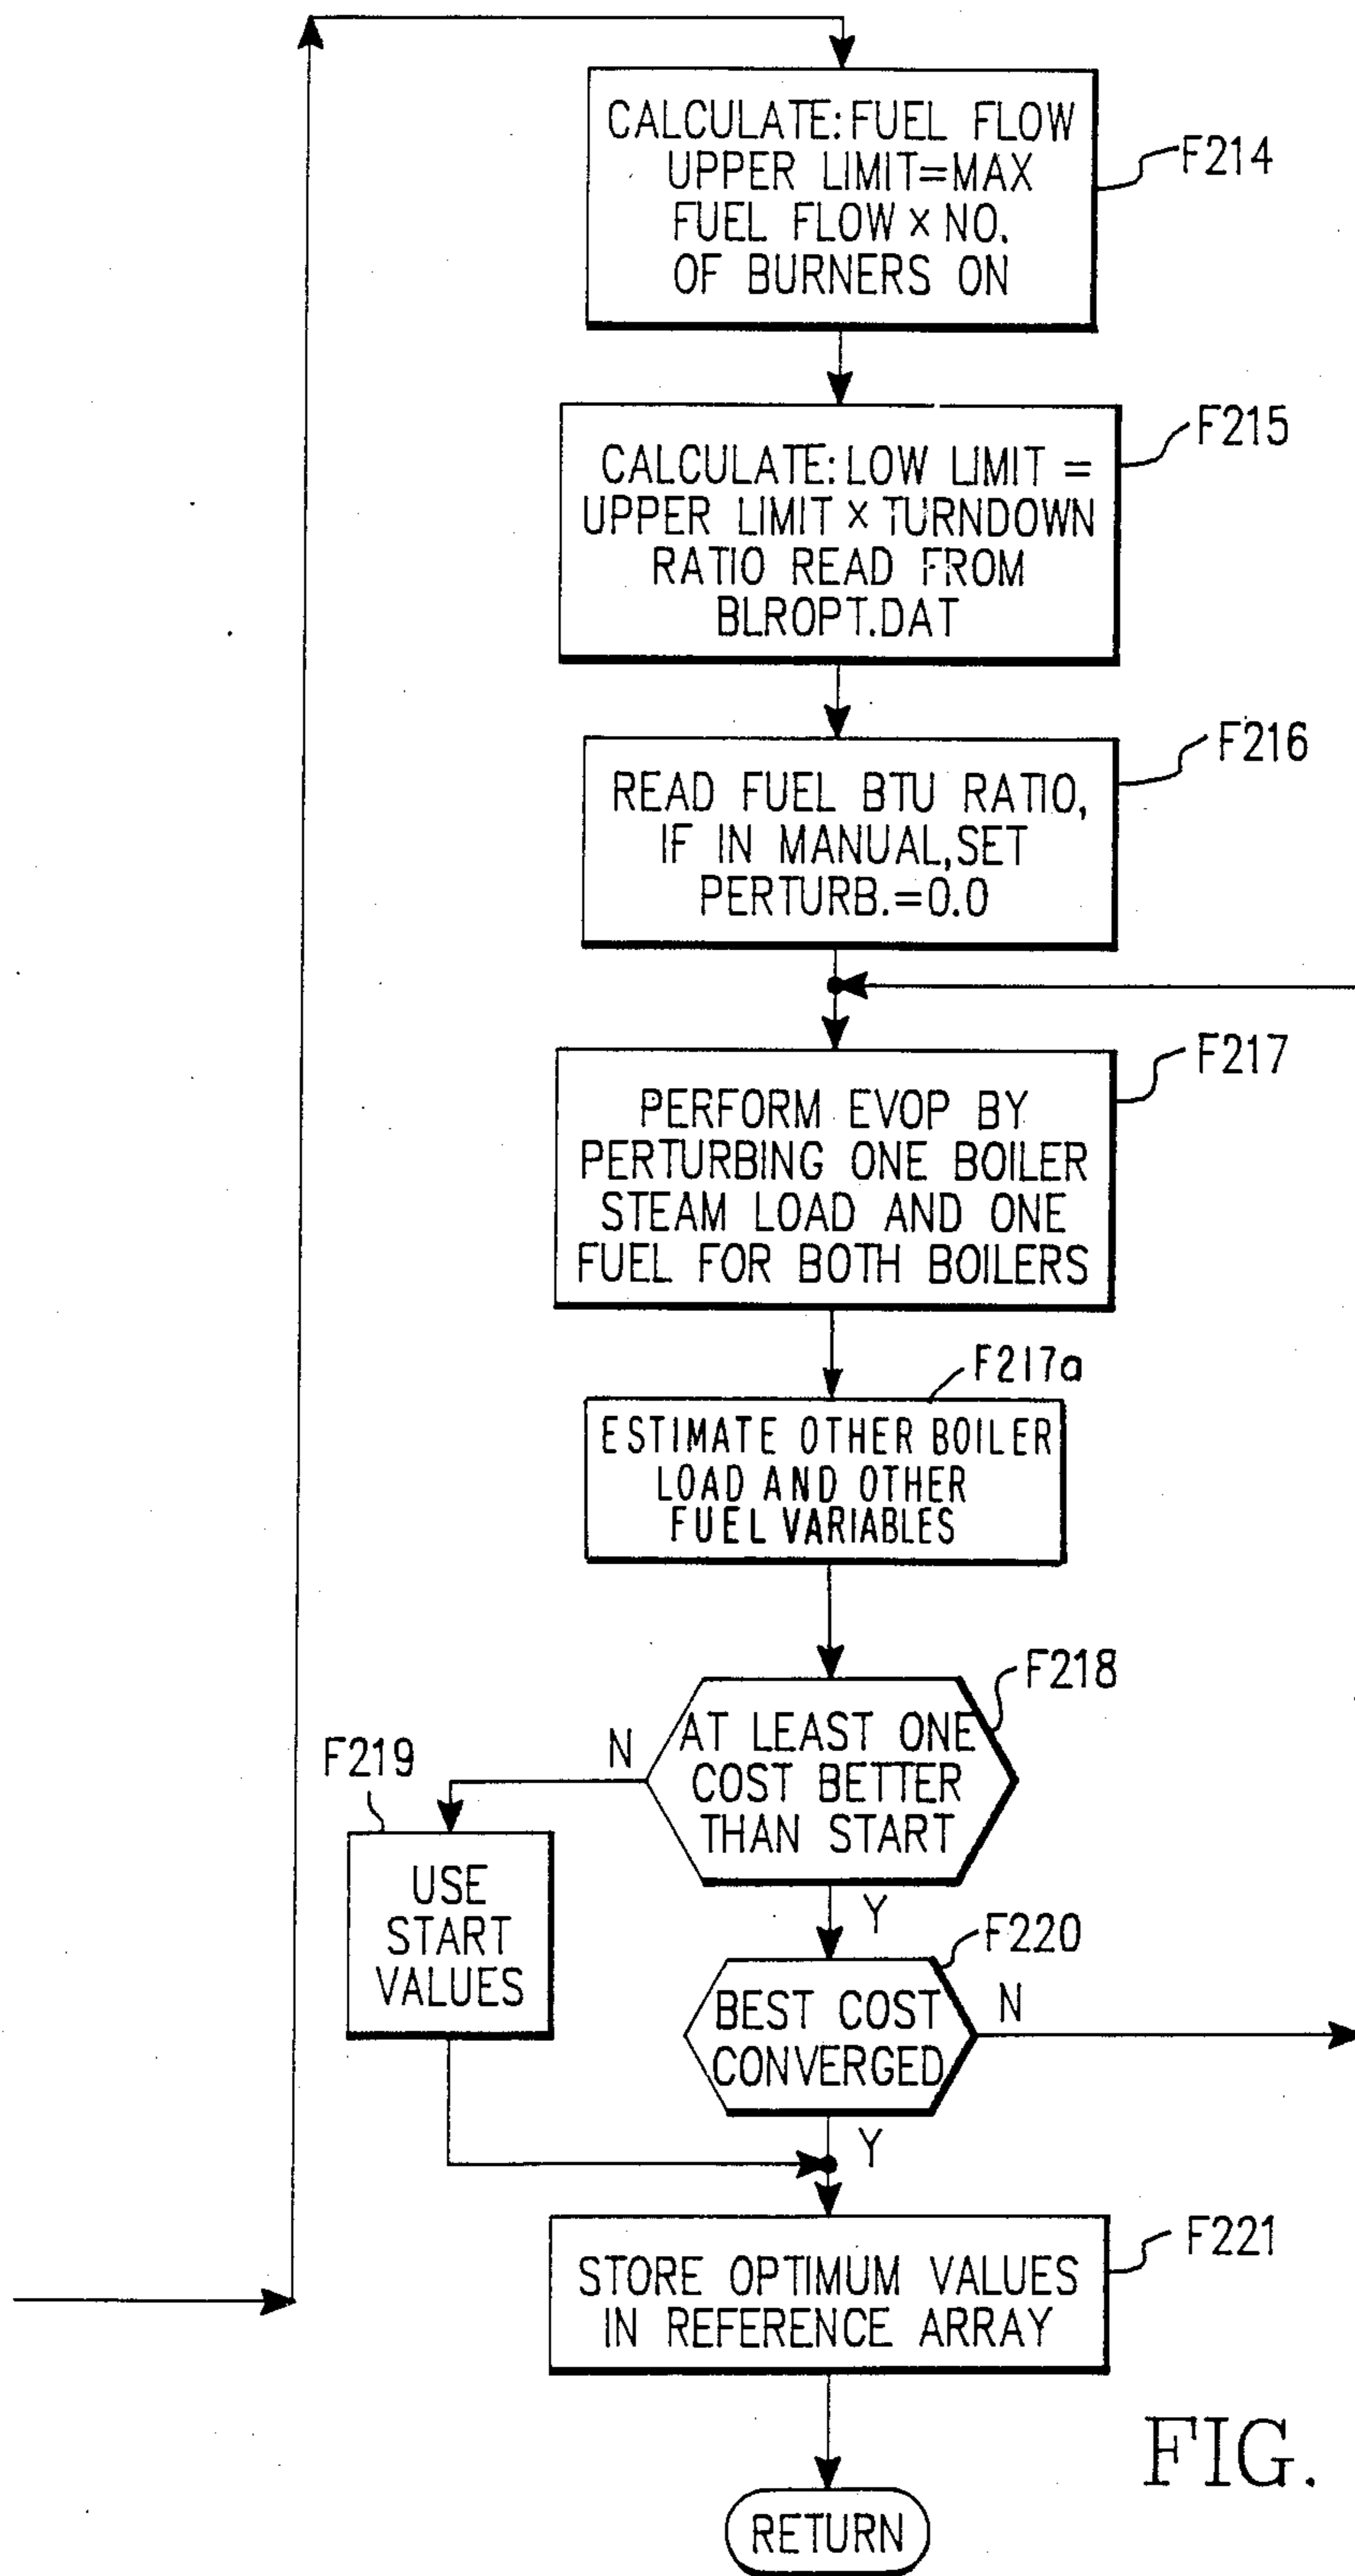 CALCULATE: FUEL FLOW
UPPER LIMIT=MAX
FUEL FLOW × NO.
OF BURNERS ON
F214
CALCULATE: LOW LIMIT =
UPPER LIMIT × TURNDOWN
RATIO READ FROM
BLROPT.DAT
F215
READ FUEL BTU RATIO,
IF IN MANUAL, SET
PERTURB.=0.0
F216
PERFORM EVOP BY
PERTURBING ONE BOILER
STEAM LOAD AND ONE
FUEL FOR BOTH BOILERS
F217
F217a
ESTIMATE OTHER BOILER
LOAD AND OTHER
FUEL VARIABLES
F218
AT LEAST ONE
COST BETTER
THAN START
N
Y
F219
USE
START
VALUES
F220
BEST COST
CONVERGED
N
Y
F221
STORE OPTIMUM VALUES
IN REFERENCE ARRAY
RETURN
FIG.